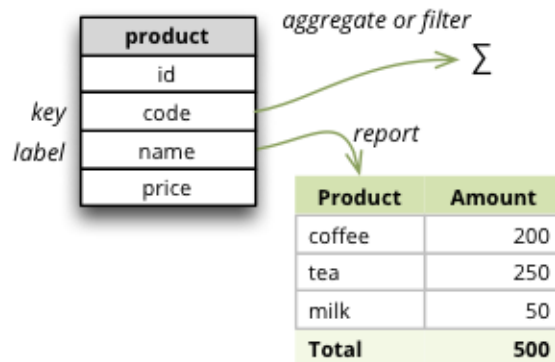 aggregate or filter
product
Σ
id
key
code
label
name
report
price
Product Amount
coffee 200
tea 250
milk 50
Total 500